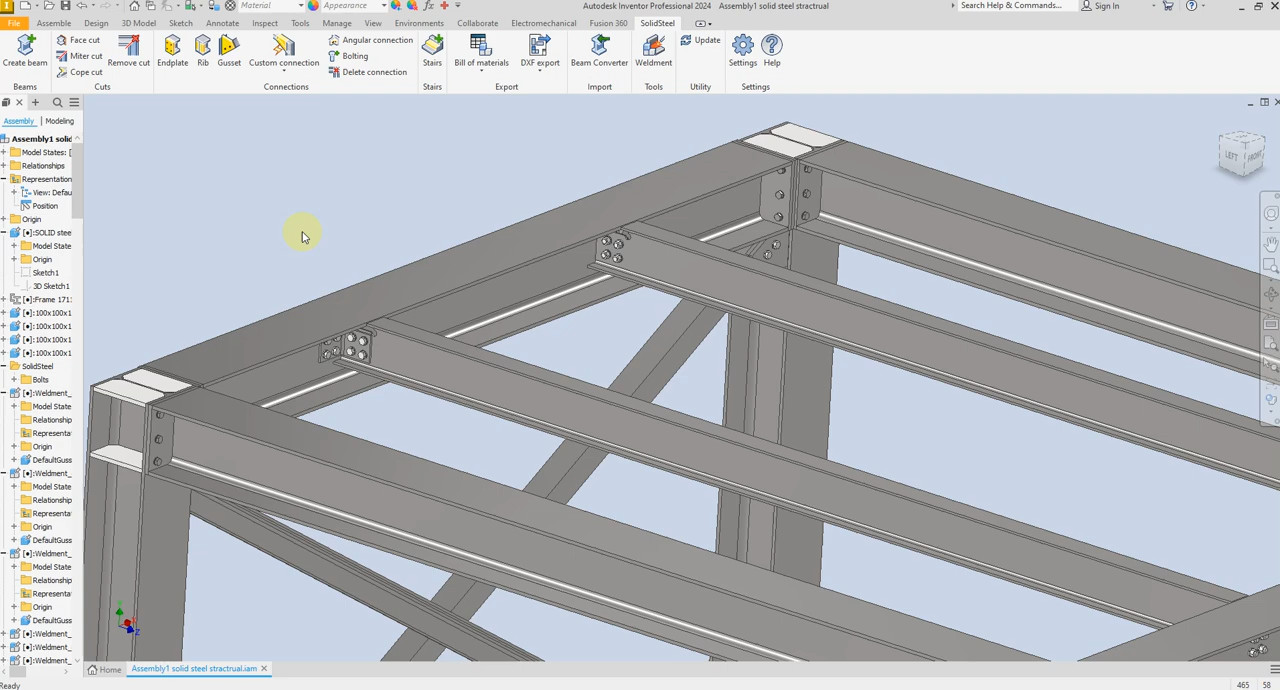 Material
Appearance
Autodesk Inventor Professional 2024
Assembly1 solid steel stractrual
Search Help & Commands...
Sign In
File
Assemble
Design
3D Model
Sketch
Annotate
Inspect
Tools
Manage
View
Environments
Collaborate
Electromechanical
Fusion 360
SolidSteel
Create beam
Face cut
Miter cut
Cope cut
Remove cut
Endplate
Rib
Gusset
Custom connection
Angular connection
Bolting
Delete connection
Stairs
Bill of materials
DXF export
Beam Converter
Weldment
Update
Settings
Help
Beams
Cuts
Connections
Stairs
Export
Import
Tools
Utility
Settings
Assembly
Modeling
Assembly1 solid
Model States: [
Relationships
Representation
View: Defau
Position
Origin
[•]:SOLID stee
Model State
Origin
Sketch1
3D Sketch1
[•]:Frame 171
[•]:100x100x1
[•]:100x100x1
[•]:100x100x1
[•]:100x100x1
SolidSteel
Bolts
[•]:Weldment_
Model State
Relationship
Representa
Origin
DefaultGuss
[•]:Weldment_
Model State
Relationship
Representa
Origin
DefaultGuss
[•]:Weldment_
Model State
Relationship
Representa
Origin
DefaultGuss
[•]:Weldment_
[•]:Weldment_
[•]:Weldment_
LEFT
FRONT
Z
Home
Assembly1 solid steel stractrual.iam
Ready
465
58